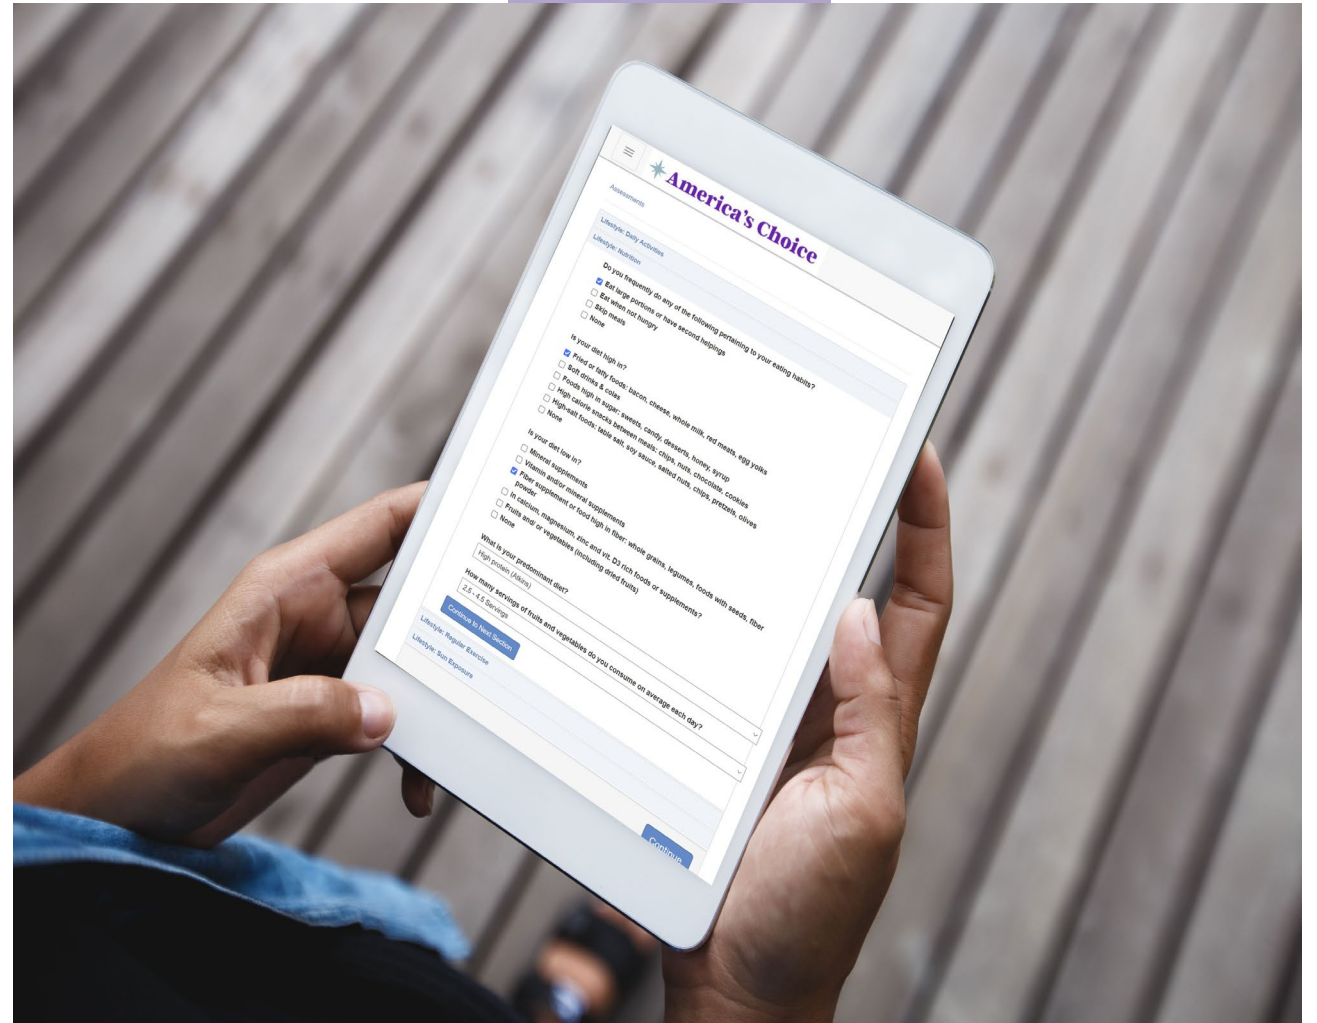 America's Choice
Assessments
Lifestyle: Daily Activities
Lifestyle: Nutrition
Do you frequently do any of the following pertaining to your eating habits?
Eat large portions or have second helpings
Eat when not hungry
Skip meals
None
Is your diet high in?
Fried or fatty foods: bacon, cheese, whole milk, red meats, egg yolks
Soft drinks & colas
Foods high in sugar: sweets, candy, desserts, honey, syrup
High calorie snacks between meals: chips, nuts, chocolate, cookies
High-salt foods: table salt, soy sauce, salted nuts, chips, pretzels, olives
None
Is your diet low in?
Mineral supplements
Vitamin and/or mineral supplements
Fiber supplement or food high in fiber: whole grains, legumes, foods with seeds, fiber
powder
In calcium, magnesium, zinc and vit. D3 rich foods or supplements?
Fruits and/ or vegetables (including dried fruits)
None
What is your predominant diet?
High protein (Atkins)
How many servings of fruits and vegetables do you consume on average each day?
2.5 - 4.5 Servings
Continue to Next Section
Lifestyle: Regular Exercise
Lifestyle: Sun Exposure
Continue